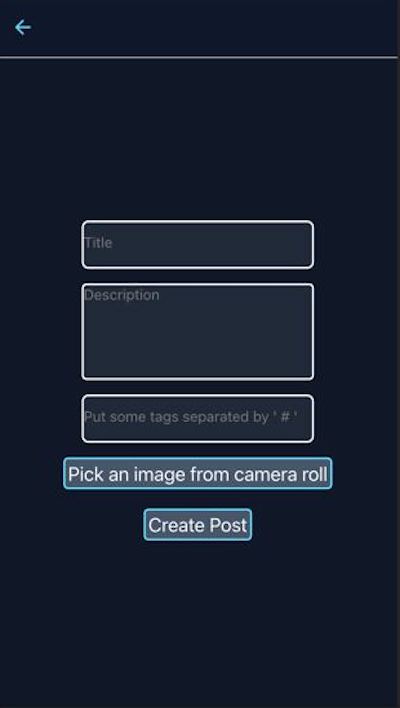 Title
Description
Put some tags separated by ' # '
Pick an image from camera roll
Create Post